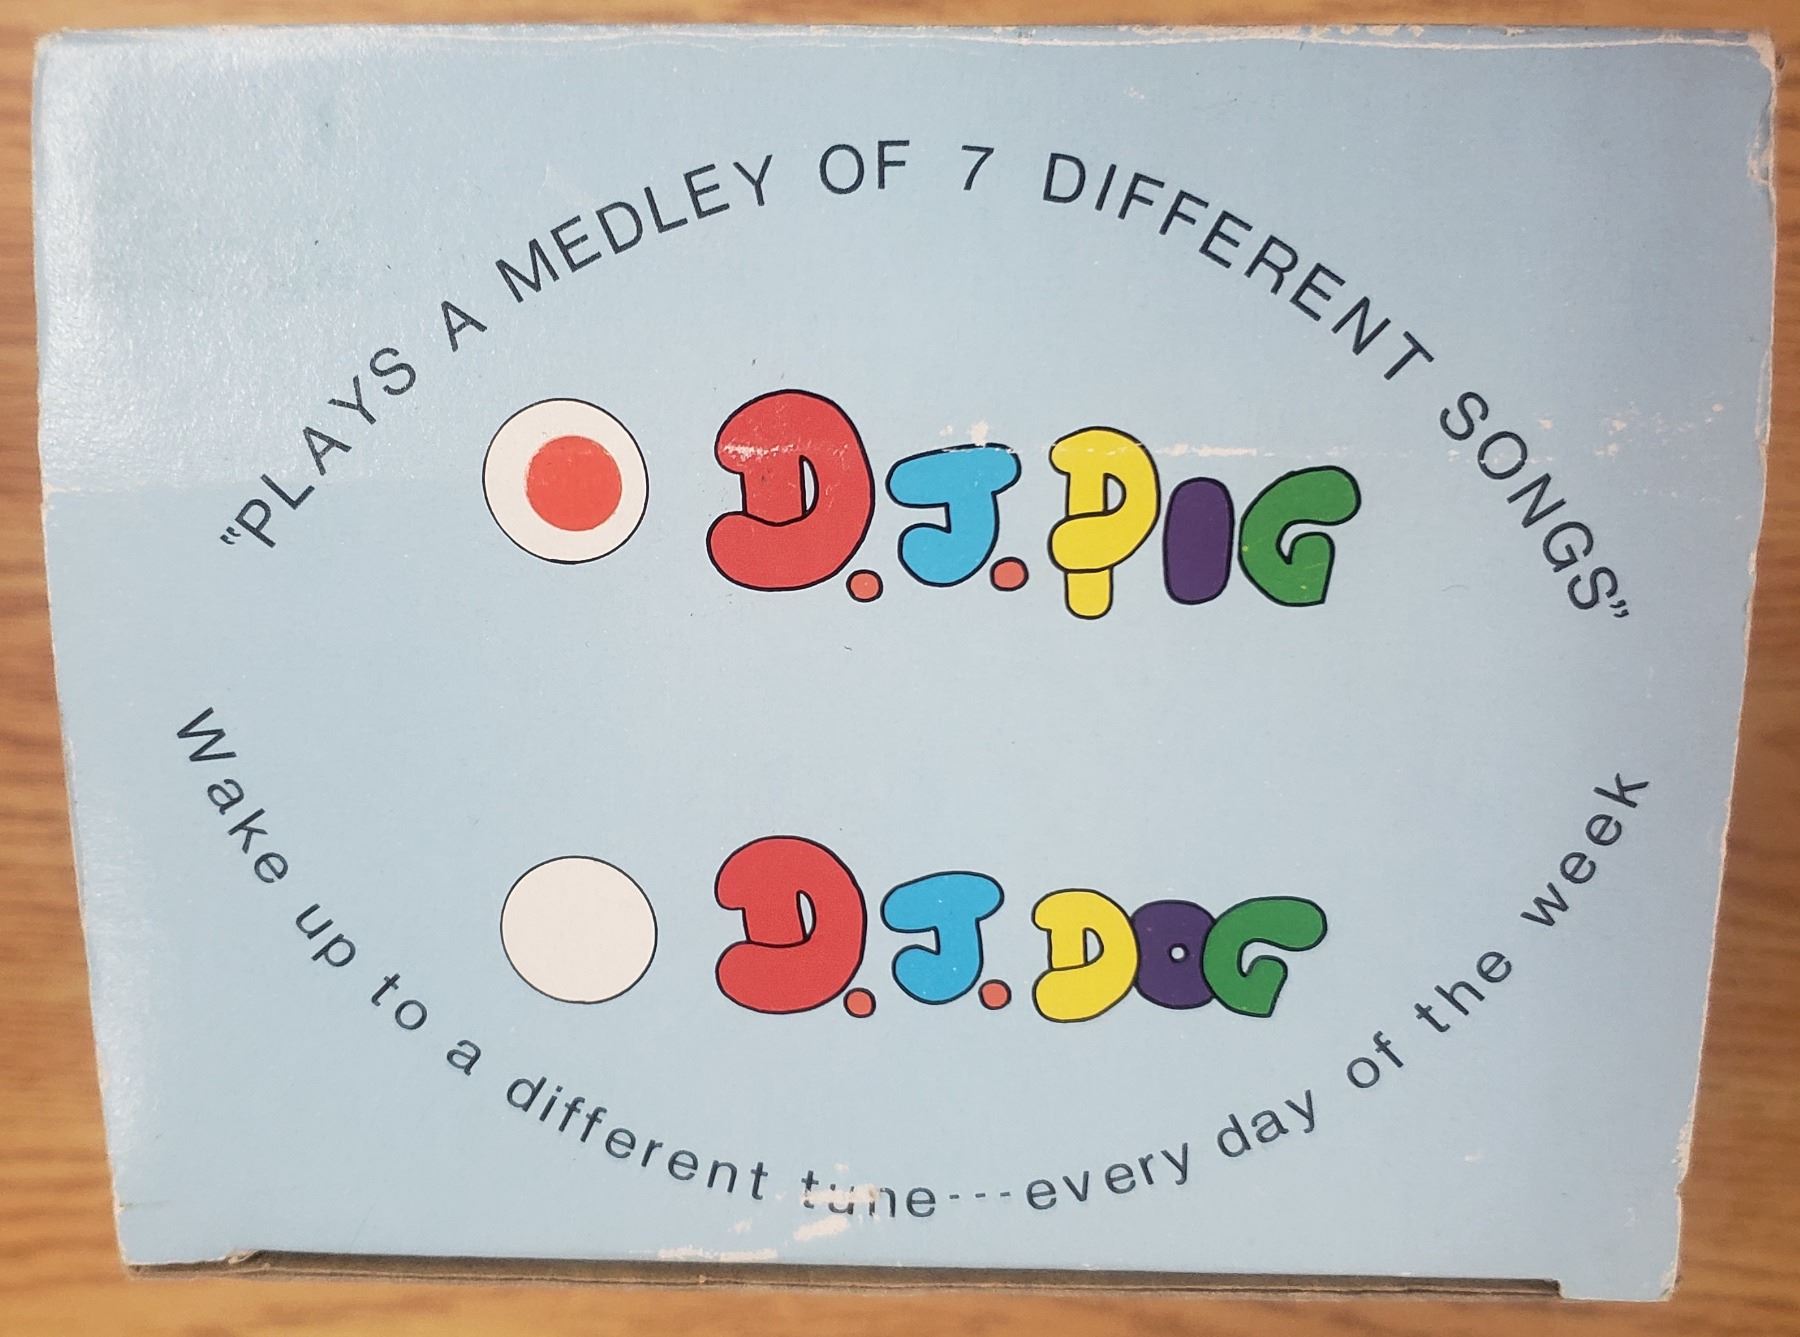 "PLAYS A MEDLEY OF 7 DIFFERENT SONGS"
D.J. PIG
D.J. DOG
Wake up to a different tune---every day of the week